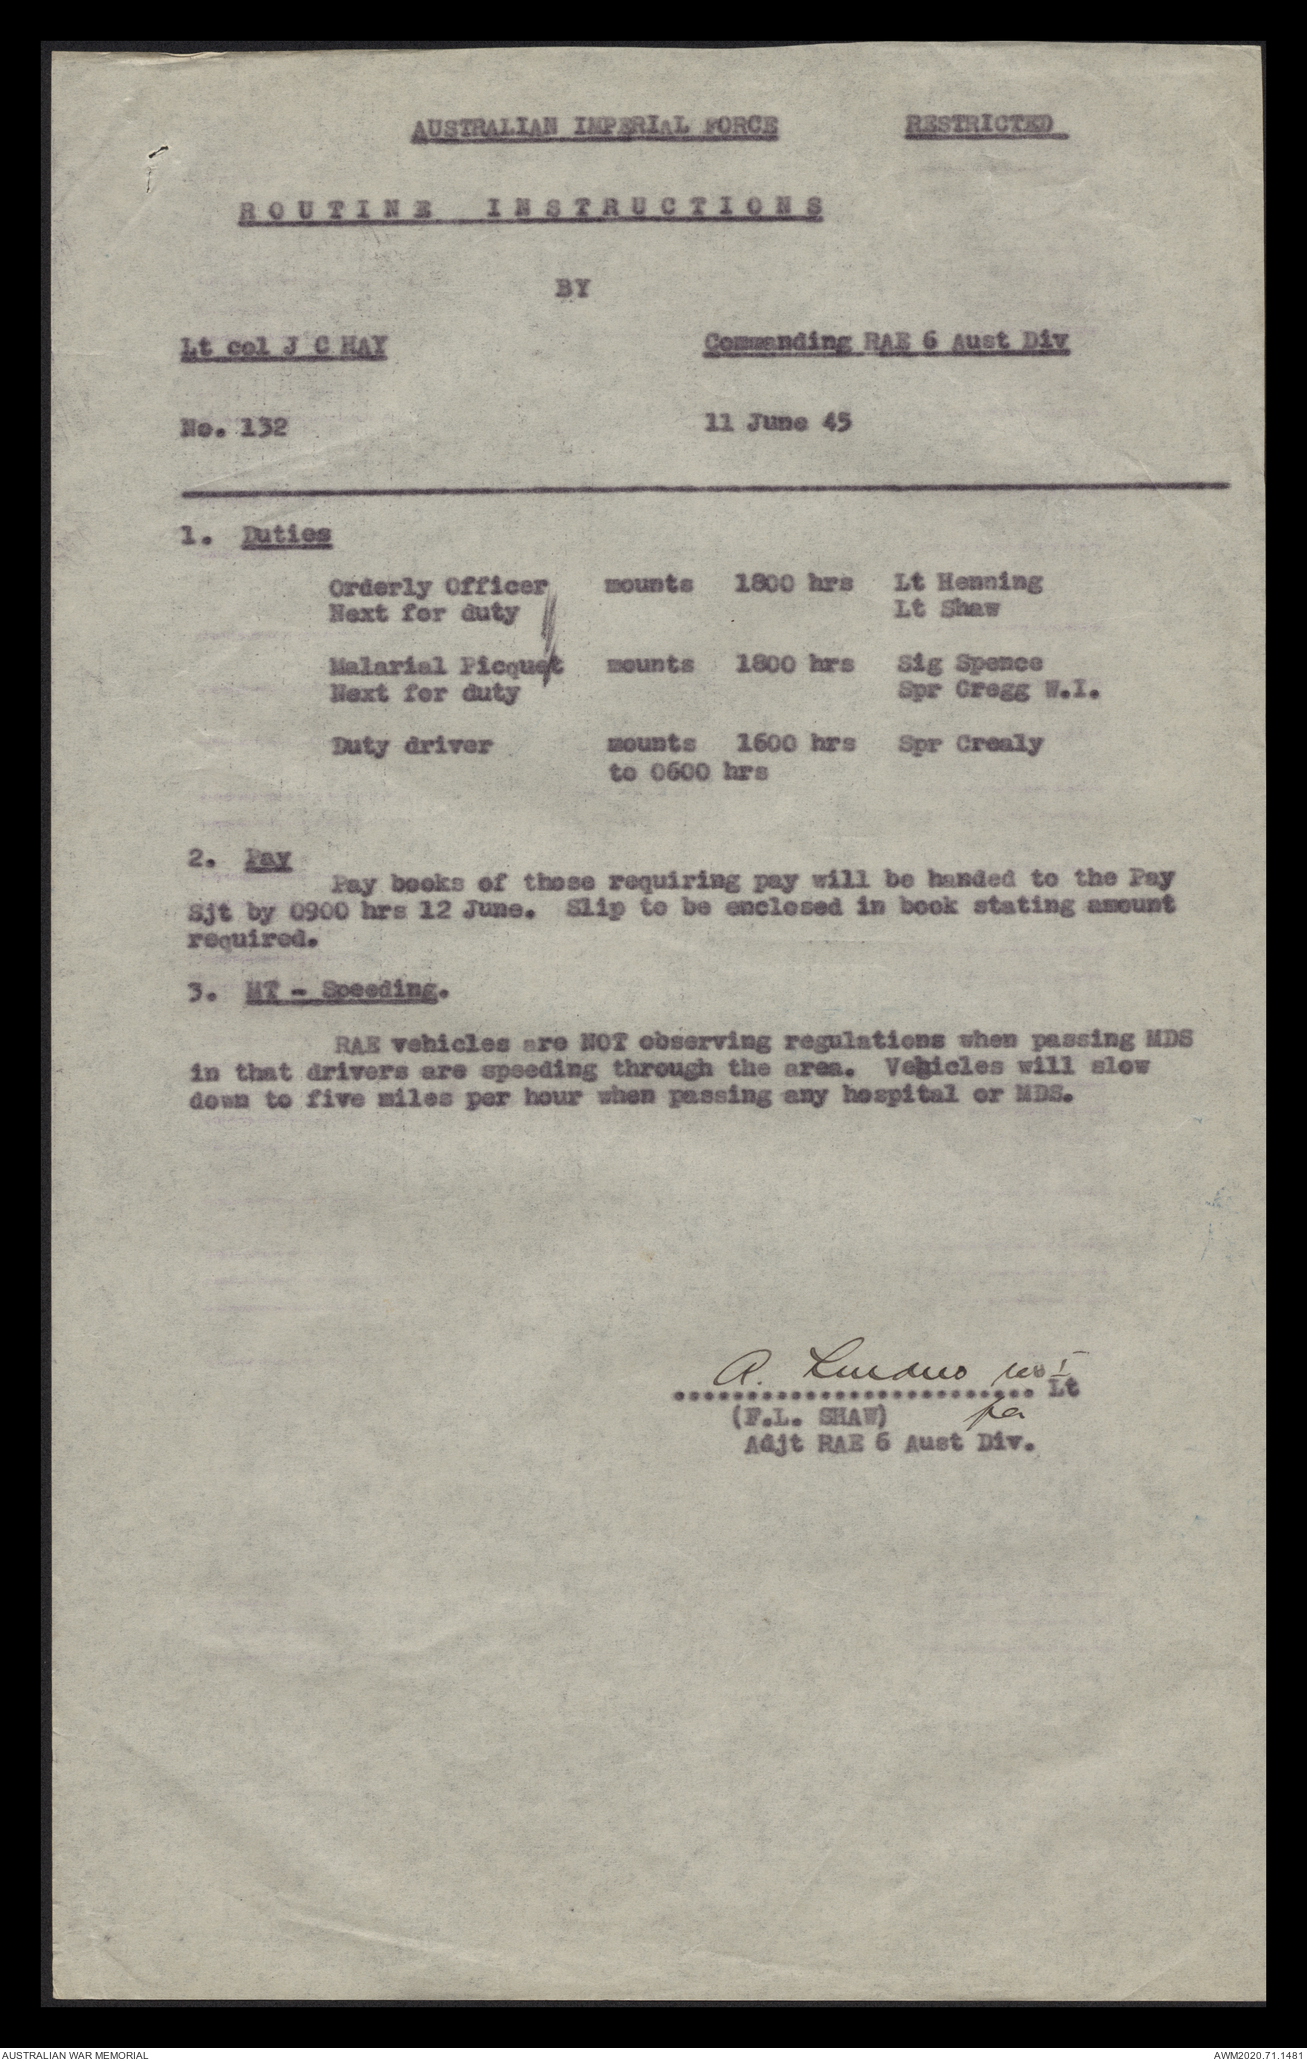 AUSTRALIAN IMPERIAL FORCE RESTRICTED
ROUTINE INSTRUCTIONS
BY
Lt col J C HAY Commanding RAE 6 Aust Div
No. 132 11 June 45
1. Duties
Orderly Officer mounts 1800 hrs Lt Henning
Next for duty Lt Shaw
Malarial Picquet mounts 1800 hrs Sig Spence
Next for duty Spr Gregg W.I.
Duty driver mounts 1600 hrs Spr Crealy
to 0600 hrs
2. Pay
Pay books of those requiring pay will be handed to the Pay
Sjt by 0900 hrs 12 June. Slip to be enclosed in book stating amount
required.
3. MT - Speeding.
RAE vehicles are NOT observing regulations when passing MDS
in that drivers are speeding through the area. Vehicles will slow
down to five miles per hour when passing any hospital or MDS.
A.
.......................... Lt
(F.L. SHAW) per
Adjt RAE 6 Aust Div.
AUSTRALIAN WAR MEMORIAL AWM2020.71.1481